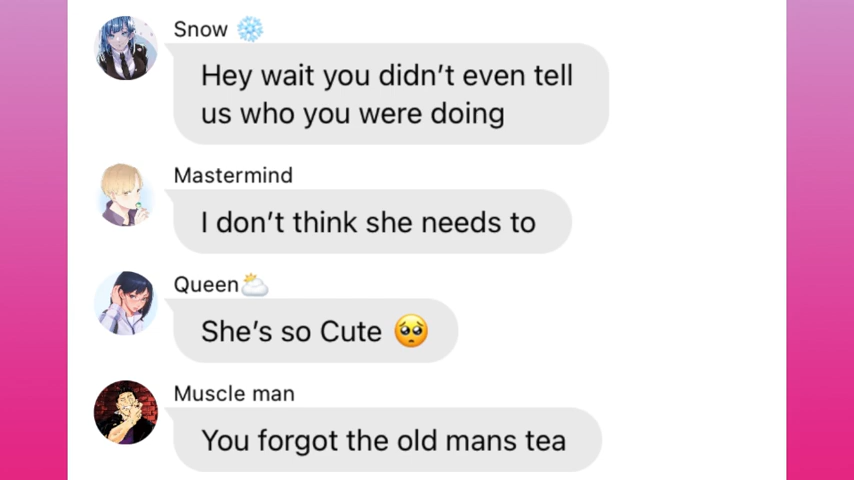 Snow ❄️
Hey wait you didn’t even tell
us who you were doing
Mastermind
I don’t think she needs to
Queen🌥️
She’s so Cute 🥺
Muscle man
You forgot the old mans tea